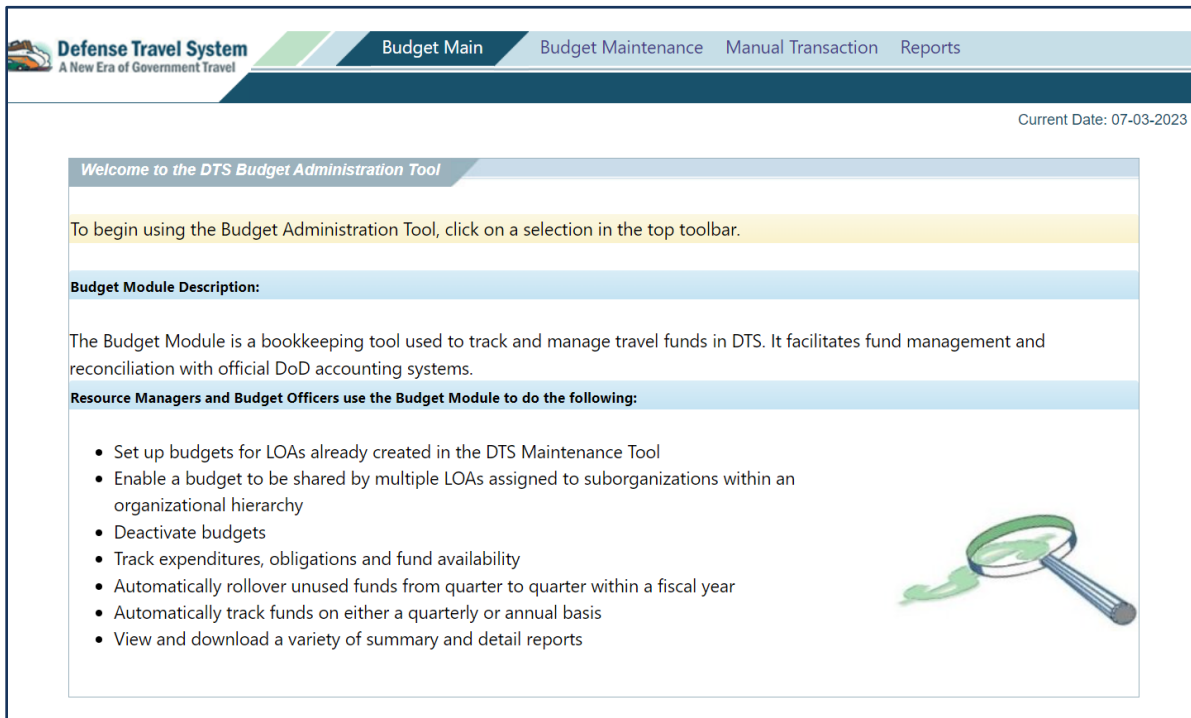 Defense Travel System
A New Era of Government Travel
Budget Main
Budget Maintenance
Manual Transaction
Reports
Current Date: 07-03-2023
Welcome to the DTS Budget Administration Tool
To begin using the Budget Administration Tool, click on a selection in the top toolbar.
Budget Module Description:
The Budget Module is a bookkeeping tool used to track and manage travel funds in DTS. It facilitates fund management and
reconciliation with official DoD accounting systems.
Resource Managers and Budget Officers use the Budget Module to do the following:
• Set up budgets for LOAs already created in the DTS Maintenance Tool
• Enable a budget to be shared by multiple LOAs assigned to suborganizations within an
organizational hierarchy
• Deactivate budgets
• Track expenditures, obligations and fund availability
• Automatically rollover unused funds from quarter to quarter within a fiscal year
• Automatically track funds on either a quarterly or annual basis
• View and download a variety of summary and detail reports